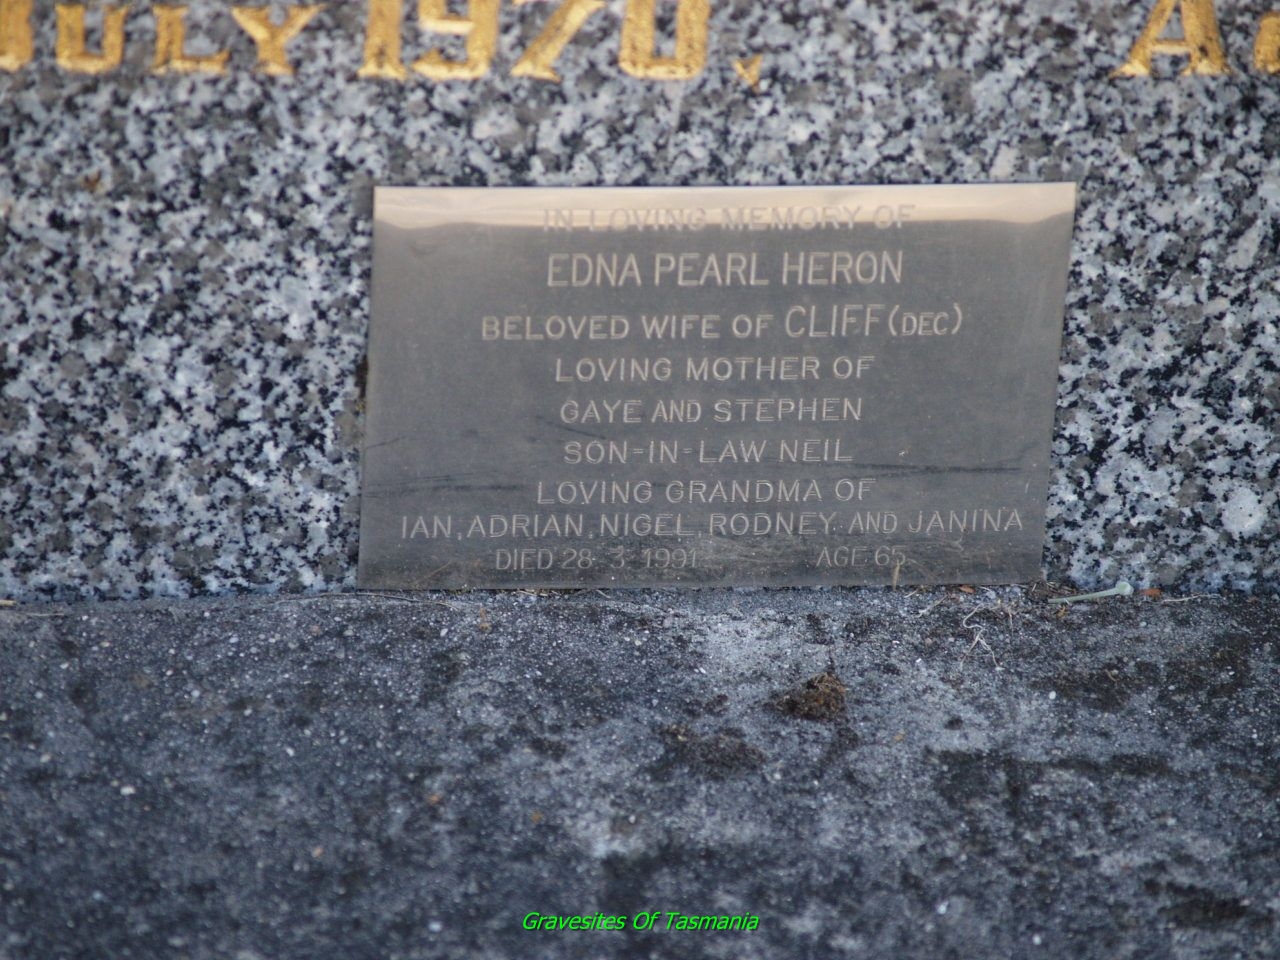 JULY 1970. A
IN LOVING MEMORY OF
EDNA PEARL HERON
BELOVED WIFE OF CLIFF (DEC)
LOVING MOTHER OF
GAYE AND STEPHEN
SON-IN-LAW NEIL
LOVING GRANDMA OF
IAN, ADRIAN, NIGEL, RODNEY AND JANINA
DIED 28·3·1991 AGE 65
Gravesites Of Tasmania